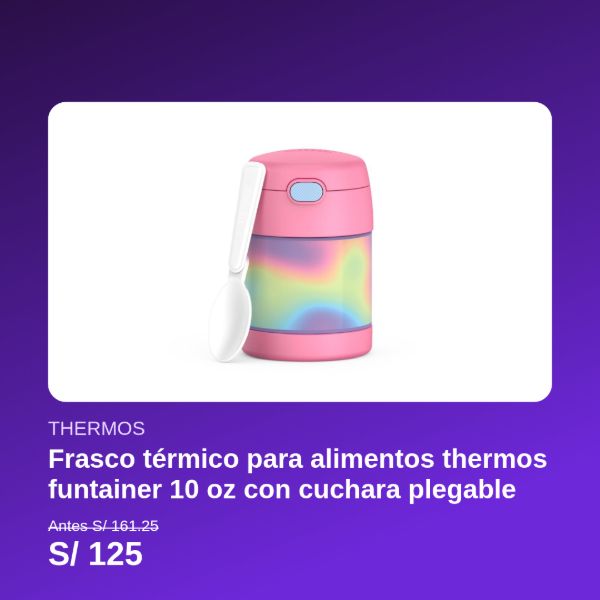 THERMOS
Frasco térmico para alimentos thermos
funtainer 10 oz con cuchara plegable
Antes S/ 161.25
S/ 125